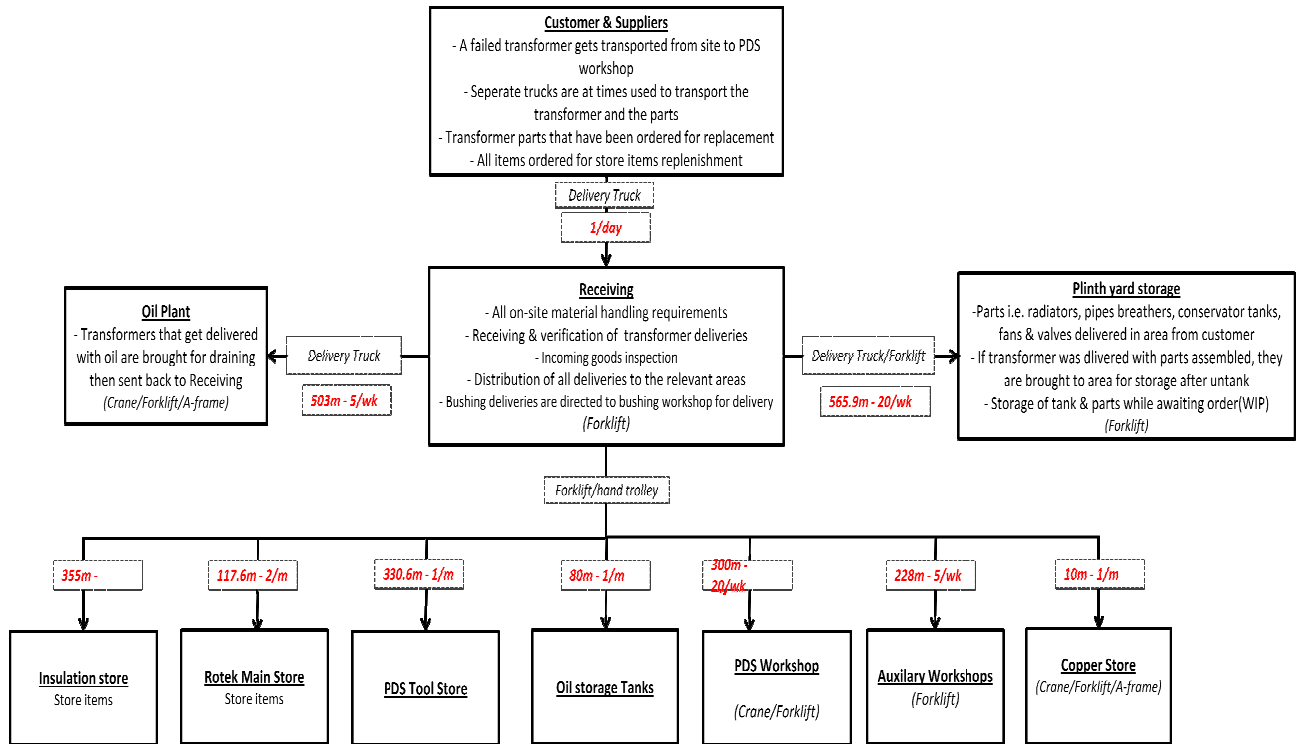 Customer & Suppliers
- A failed transformer gets transported from site to PDS
workshop
- Seperate trucks are at times used to transport the
transformer and the parts
- Transformer parts that have been ordered for replacement
- All items ordered for store items replenishment
Delivery Truck
1/day
Oil Plant
- Transformers that get delivered
with oil are brought for draining
then sent back to Receiving
(Crane/Forklift/A-frame)
Delivery Truck
503m - 5/wk
Receiving
- All on-site material handling requirements
- Receiving & verification of transformer deliveries
- Incoming goods inspection
- Distribution of all deliveries to the relevant areas
- Bushing deliveries are directed to bushing workshop for delivery
(Forklift)
Delivery Truck/Forklift
565.9m - 20/wk
Plinth yard storage
-Parts i.e. radiators, pipes breathers, conservator tanks,
fans & valves delivered in area from customer
- If transformer was dlivered with parts assembled, they
are brought to area for storage after untank
- Storage of tank & parts while awaiting order(WIP)
(Forklift)
Forklift/hand trolley
355m -
117.6m - 2/m
330.6m - 1/m
80m - 1/m
300m -
20/wk
228m - 5/wk
10m - 1/m
Insulation store
Store items
Rotek Main Store
Store items
PDS Tool Store
Oil storage Tanks
PDS Workshop
(Crane/Forklift)
Auxilary Workshops
(Forklift)
Copper Store
(Crane/Forklift/A-frame)